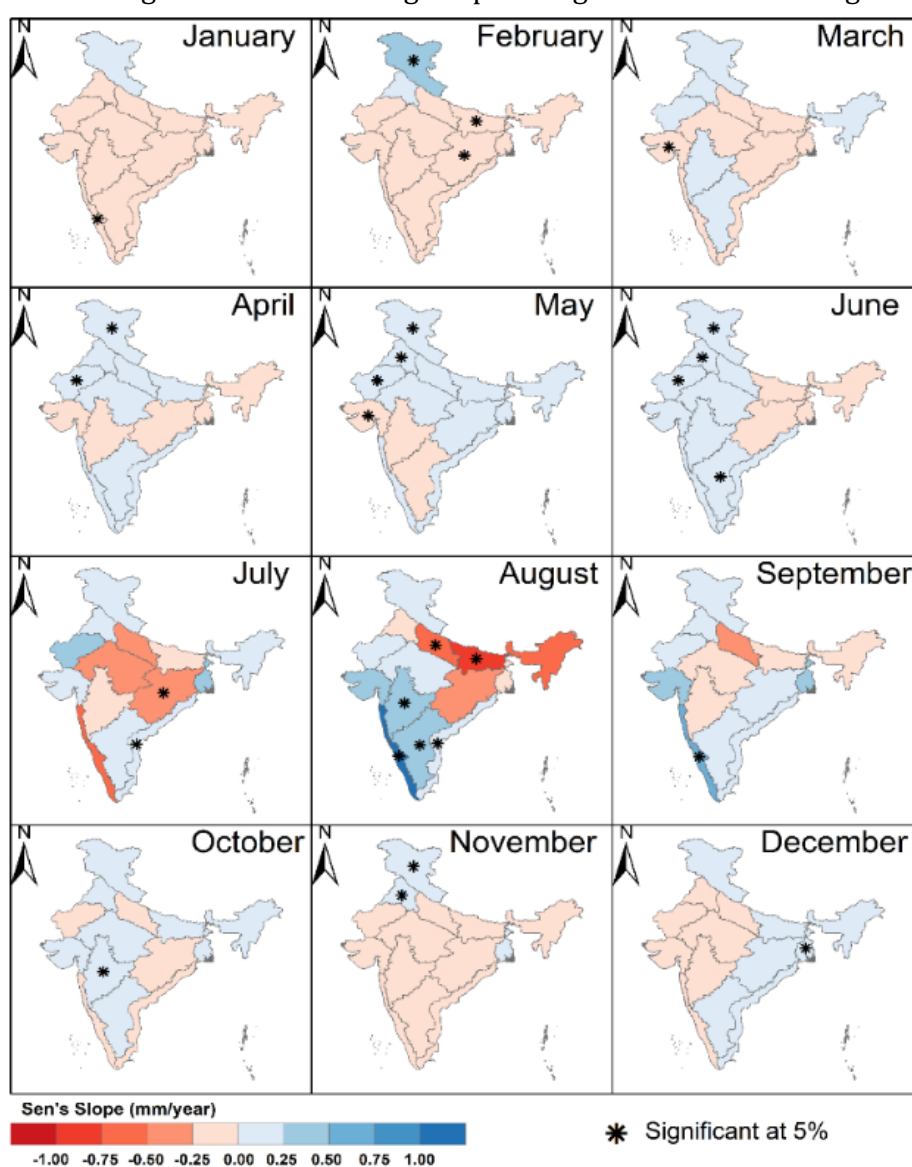 N January
N February
N March
N April
N May
N June
N July
N August
N September
N October
N November
N December
Sen's Slope (mm/year)
-1.00 -0.75 -0.50 -0.25 0.00 0.25 0.50 0.75 1.00
Significant at 5%